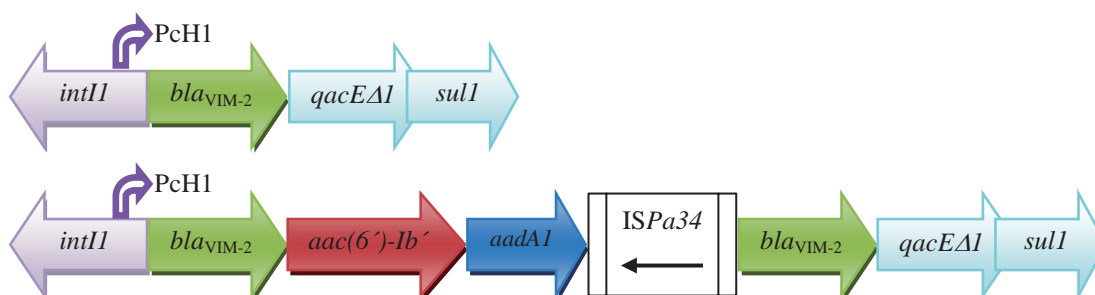 PcH1
intI1 blaVIM-2 qacEΔ1 sul1
PcH1
intI1 blaVIM-2 aac(6´)-Ib´ aadA1 ISPa34 blaVIM-2 qacEΔ1 sul1